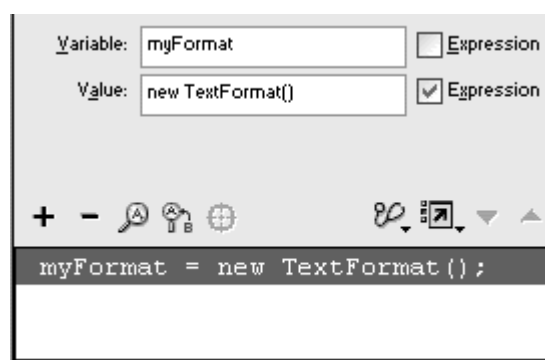 Variable: myFormat Expression
Value: new TextFormat() Expression
myFormat = new TextFormat();